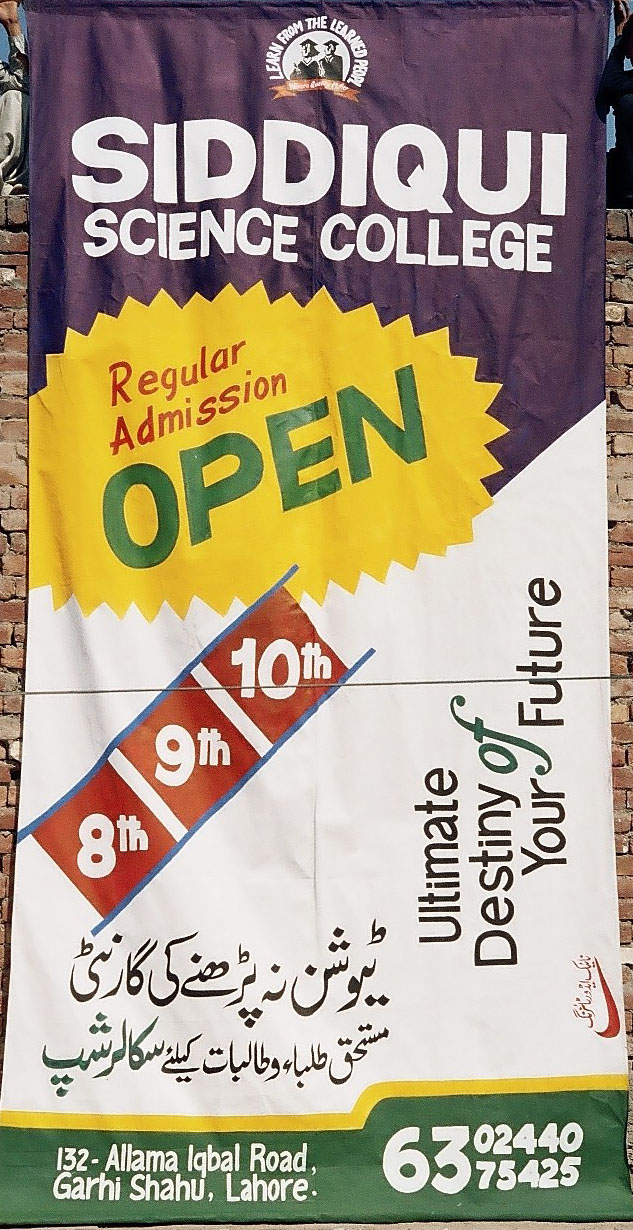 LEARN FROM THE LEARNED PEOPLE
SIDDIQUI
SCIENCE COLLEGE
Regular
Admission
OPEN
10th
9th
8th
Ultimate
Destiny of
Your Future
ٹیوشن نہ پڑھنے کی گارنٹی
مستحق طلباء و طالبات کیلئے سکالرشپ
132- Allama Iqbal Road,
Garhi Shahu, Lahore.
63 02440
75425